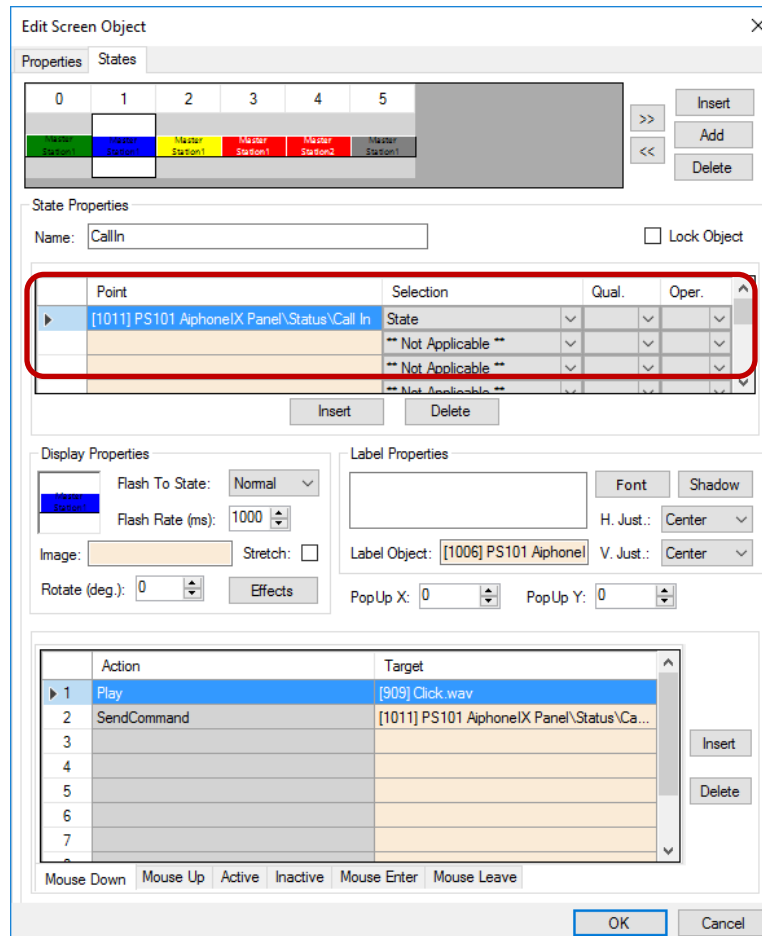 Edit Screen Object
Properties States
0 1 2 3 4 5
Master Master Master Master Master Master
Station1 Station1 Station1 Station1 Station2 Station1
>>
<<
Insert
Add
Delete
State Properties
Name: CallIn
Lock Object
Point Selection Qual. Oper.
[1011] PS101 AiphoneIX Panel\Status\Call In State
** Not Applicable **
** Not Applicable **
** Not Applicable **
Insert Delete
Display Properties
Master
Station1
Flash To State: Normal
Flash Rate (ms): 1000
Image: Stretch:
Rotate (deg.): 0 Effects
Label Properties
Font Shadow
H. Just.: Center
Label Object: [1006] PS101 AiphoneI V. Just.: Center
PopUp X: 0 PopUp Y: 0
Action Target
1 Play [909] Click.wav
2 SendCommand [1011] PS101 AiphoneIX Panel\Status\Ca...
3
4
5
6
7
Insert
Delete
Mouse Down Mouse Up Active Inactive Mouse Enter Mouse Leave
OK Cancel